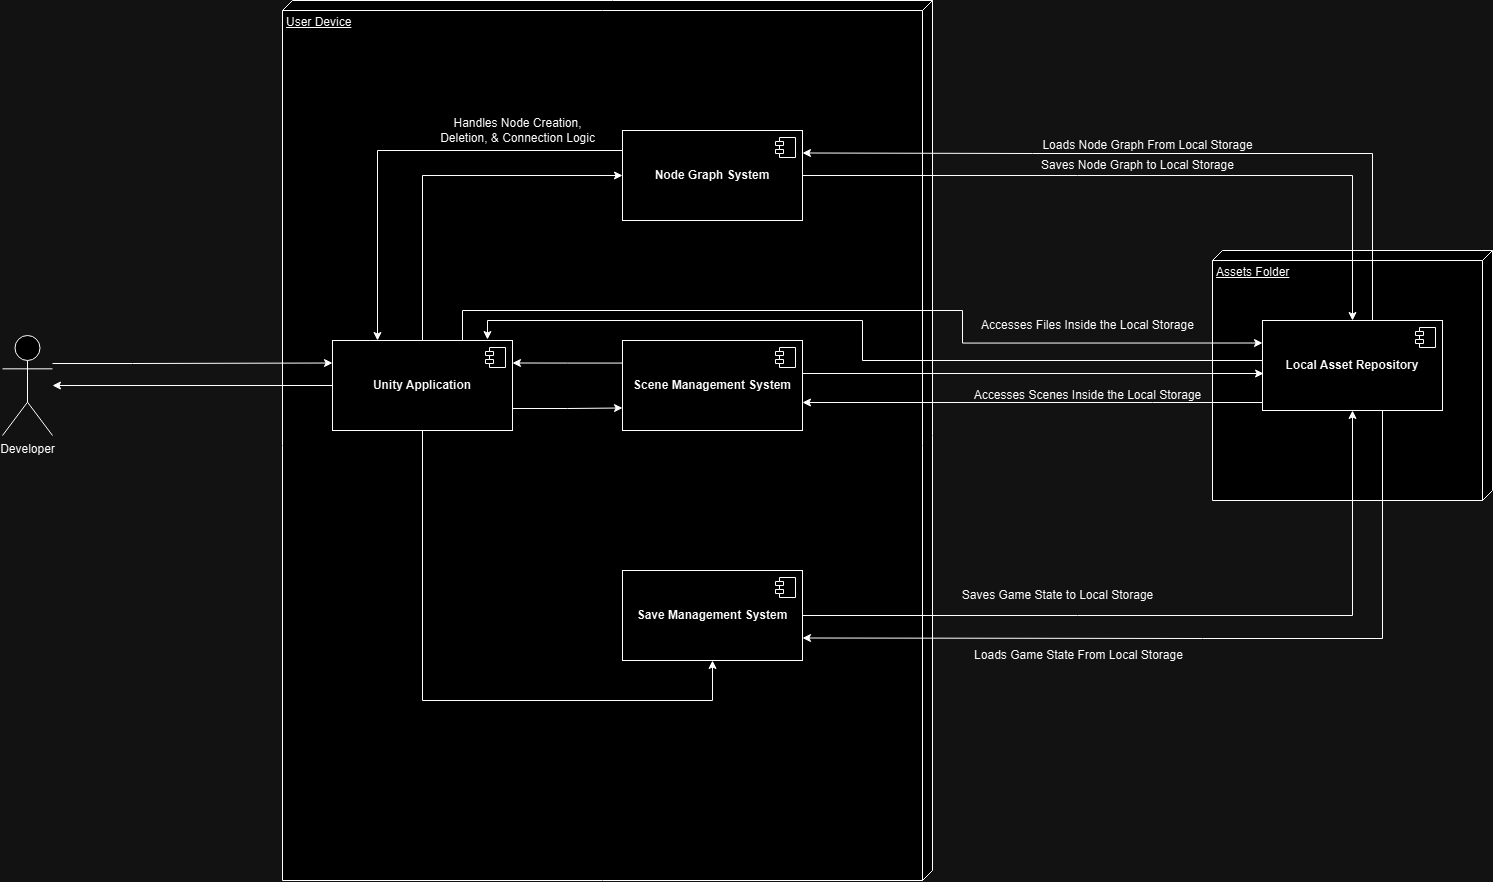 User Device
Handles Node Creation,
Deletion, & Connection Logic
Node Graph System
Loads Node Graph From Local Storage
Saves Node Graph to Local Storage
Assets Folder
Accesses Files Inside the Local Storage
Local Asset Repository
Unity Application
Scene Management System
Accesses Scenes Inside the Local Storage
Developer
Save Management System
Saves Game State to Local Storage
Loads Game State From Local Storage